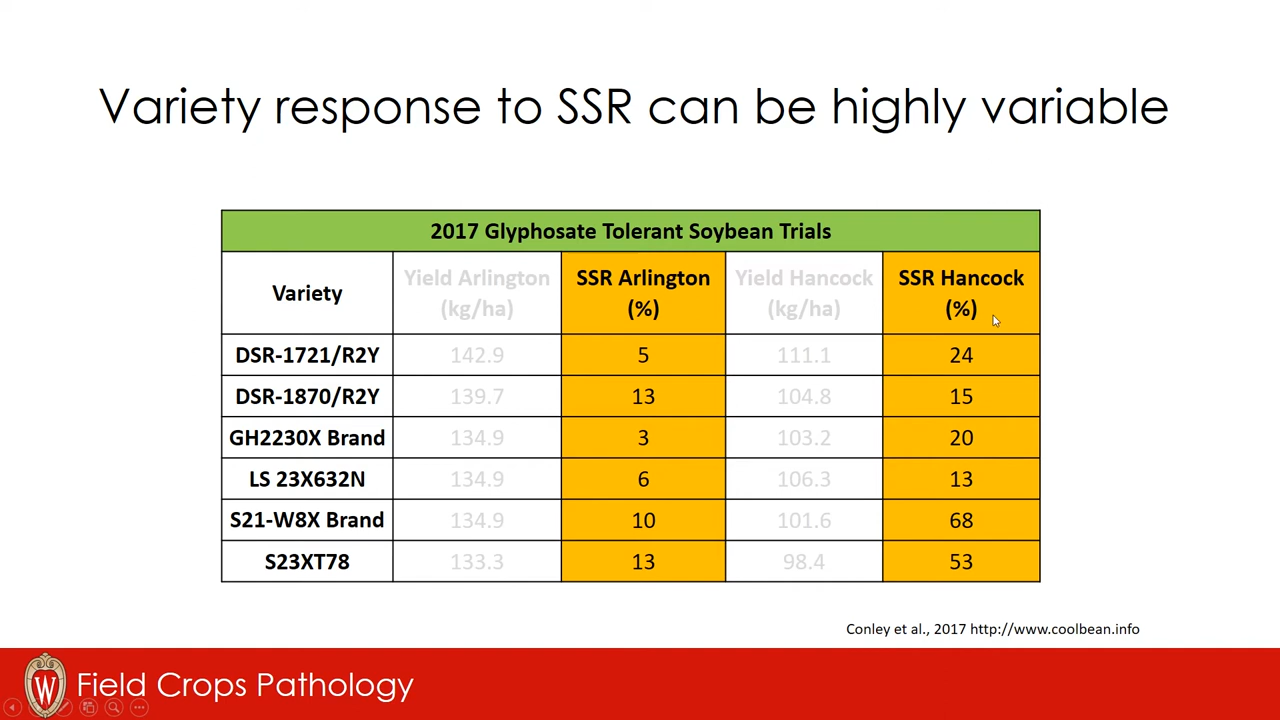 Variety response to SSR can be highly variable
2017 Glyphosate Tolerant Soybean Trials
Variety Yield Arlington (kg/ha) SSR Arlington (%) Yield Hancock (kg/ha) SSR Hancock (%)
DSR-1721/R2Y 142.9 5 111.1 24
DSR-1870/R2Y 139.7 13 104.8 15
GH2230X Brand 134.9 3 103.2 20
LS 23X632N 134.9 6 106.3 13
S21-W8X Brand 134.9 10 101.6 68
S23XT78 133.3 13 98.4 53
Conley et al., 2017 http://www.coolbean.info
W Field Crops Pathology